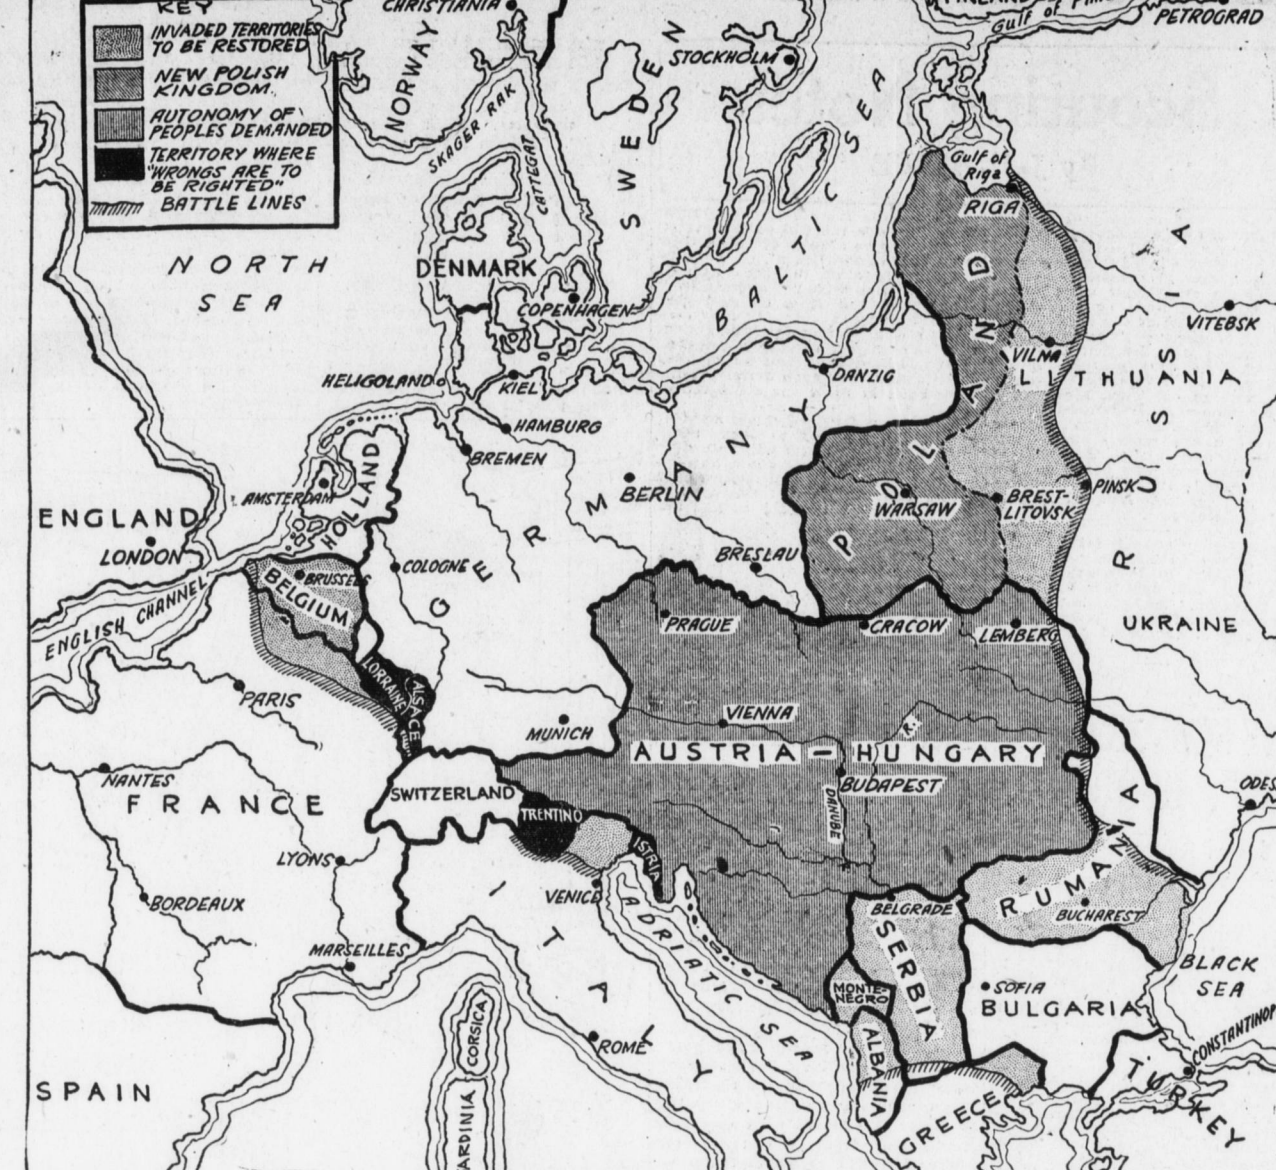 KEY
INVADED TERRITORIES
TO BE RESTORED
NEW POLISH
KINGDOM.
AUTONOMY OF
PEOPLES DEMANDED
TERRITORY WHERE
"WRONGS ARE TO
BE RIGHTED"
BATTLE LINES
CHRISTIANIA
NORWAY
SKAGER-RAK
CATTEGAT
SWEDEN
STOCKHOLM
BALTIC SEA
Gulf of
PETROGRAD
Gulf of
Riga
RIGA
NORTH
SEA
DENMARK
COPENHAGEN
HELIGOLAND
KIEL
HAMBURG
BREMEN
DANZIG
VILNA
LITHUANIA
VITEBSK
RUSSIA
POLAND
WARSAW
BREST-
LITOVSK
PINSK
ENGLAND
LONDON
AMSTERDAM
HOLLAND
ENGLISH CHANNEL
BRUSSELS
BELGIUM
COLOGNE
GERMANY
BERLIN
BRESLAU
PRAGUE
CRACOW
LEMBERG
UKRAINE
PARIS
LORRAINE
ALSACE
MUNICH
VIENNA
R.
AUSTRIA-HUNGARY
BUDAPEST
DANUBE
NANTES
FRANCE
SWITZERLAND
TRENTINO
ISTRIA
LYONS
BORDEAUX
MARSEILLES
VENICE
ITALY
ADRIATIC SEA
ROME
CORSICA
ARDINIA
SPAIN
BELGRADE
SERBIA
MONTE-
NEGRO
ALBANIA
RUMANIA
BUCHAREST
ODES
BLACK
SEA
SOFIA
BULGARIA
CONSTANTINOP
TURKEY
GREECE